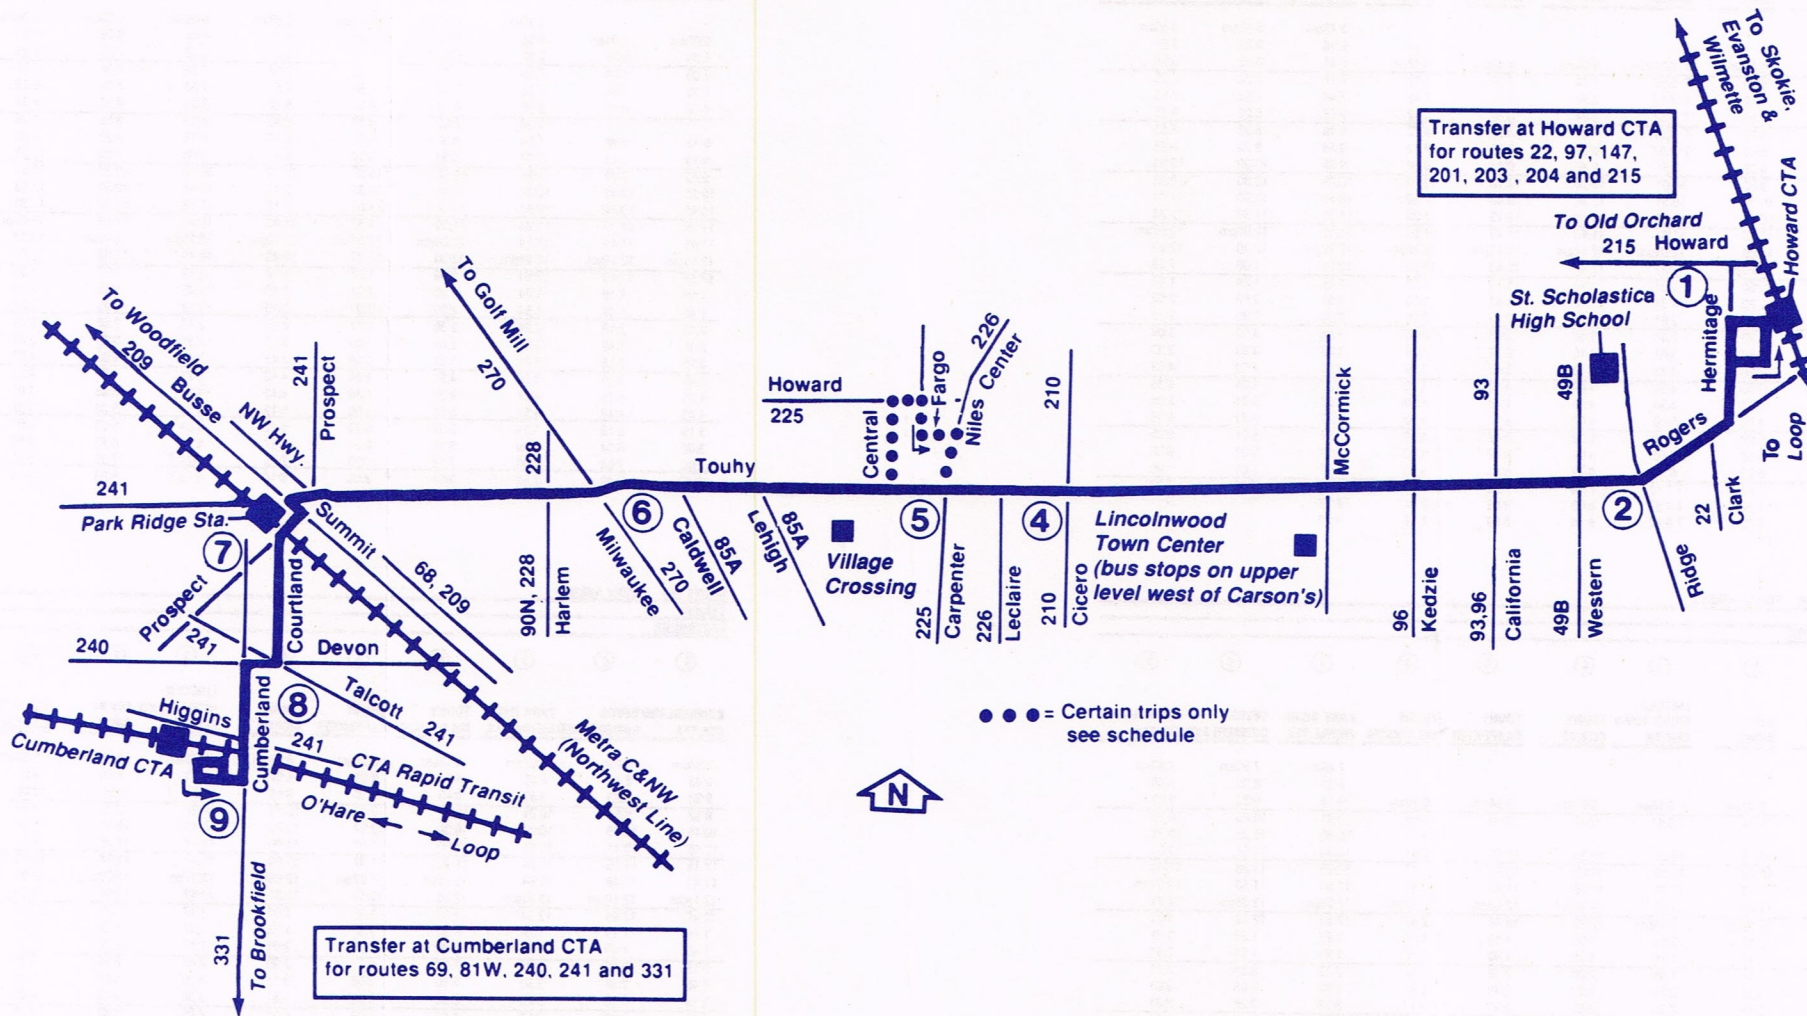 To Skokie,
Evanston &
Wilmette
Transfer at Howard CTA
for routes 22, 97, 147,
201, 203, 204 and 215
Howard CTA
To Old Orchard
215 Howard
1
St. Scholastica
High School
Hermitage
To
Loop
Rogers
22
Clark
2
Ridge
49B
49B
Western
93
93,96
California
96
Kedzie
McCormick
Lincolnwood
Town Center
(bus stops on upper
level west of Carson's)
210
210
Cicero
4
226
Leclaire
226
Niles Center
Fargo
Central
Howard
225
5
225
Carpenter
Village
Crossing
Touhy
85A
Lehigh
85A
Caldwell
6
270
Milwaukee
To Golf Mill
270
228
90N, 228
Harlem
241
Prospect
NW Hwy.
To Woodfield
209 Busse
241
Park Ridge Sta.
7
Summit
68, 209
Courtland
Prospect
241
240
Devon
8
Talcott
241
Cumberland
Higgins
Cumberland CTA
241
CTA Rapid Transit
O'Hare
Loop
9
Metra C&NW
(Northwest Line)
331
To Brookfield
Transfer at Cumberland CTA
for routes 69, 81W, 240, 241 and 331
= Certain trips only
see schedule
N